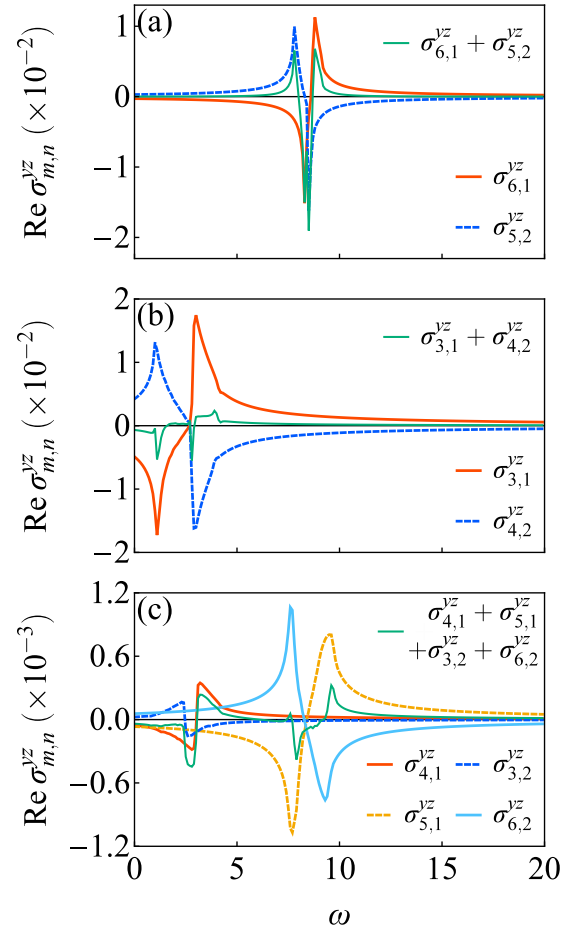 (a)
Re σ^{yz}_{m,n} (×10^{−2})
1
0
−1
−2
σ^{yz}_{6,1} + σ^{yz}_{5,2}
σ^{yz}_{6,1}
σ^{yz}_{5,2}
(b)
Re σ^{yz}_{m,n} (×10^{−2})
2
1
0
−1
−2
σ^{yz}_{3,1} + σ^{yz}_{4,2}
σ^{yz}_{3,1}
σ^{yz}_{4,2}
(c)
Re σ^{yz}_{m,n} (×10^{−3})
1.2
0.6
0.0
−0.6
−1.2
σ^{yz}_{4,1} + σ^{yz}_{5,1}
+σ^{yz}_{3,2} + σ^{yz}_{6,2}
σ^{yz}_{4,1} σ^{yz}_{3,2}
σ^{yz}_{5,1} σ^{yz}_{6,2}
0 5 10 15 20
ω